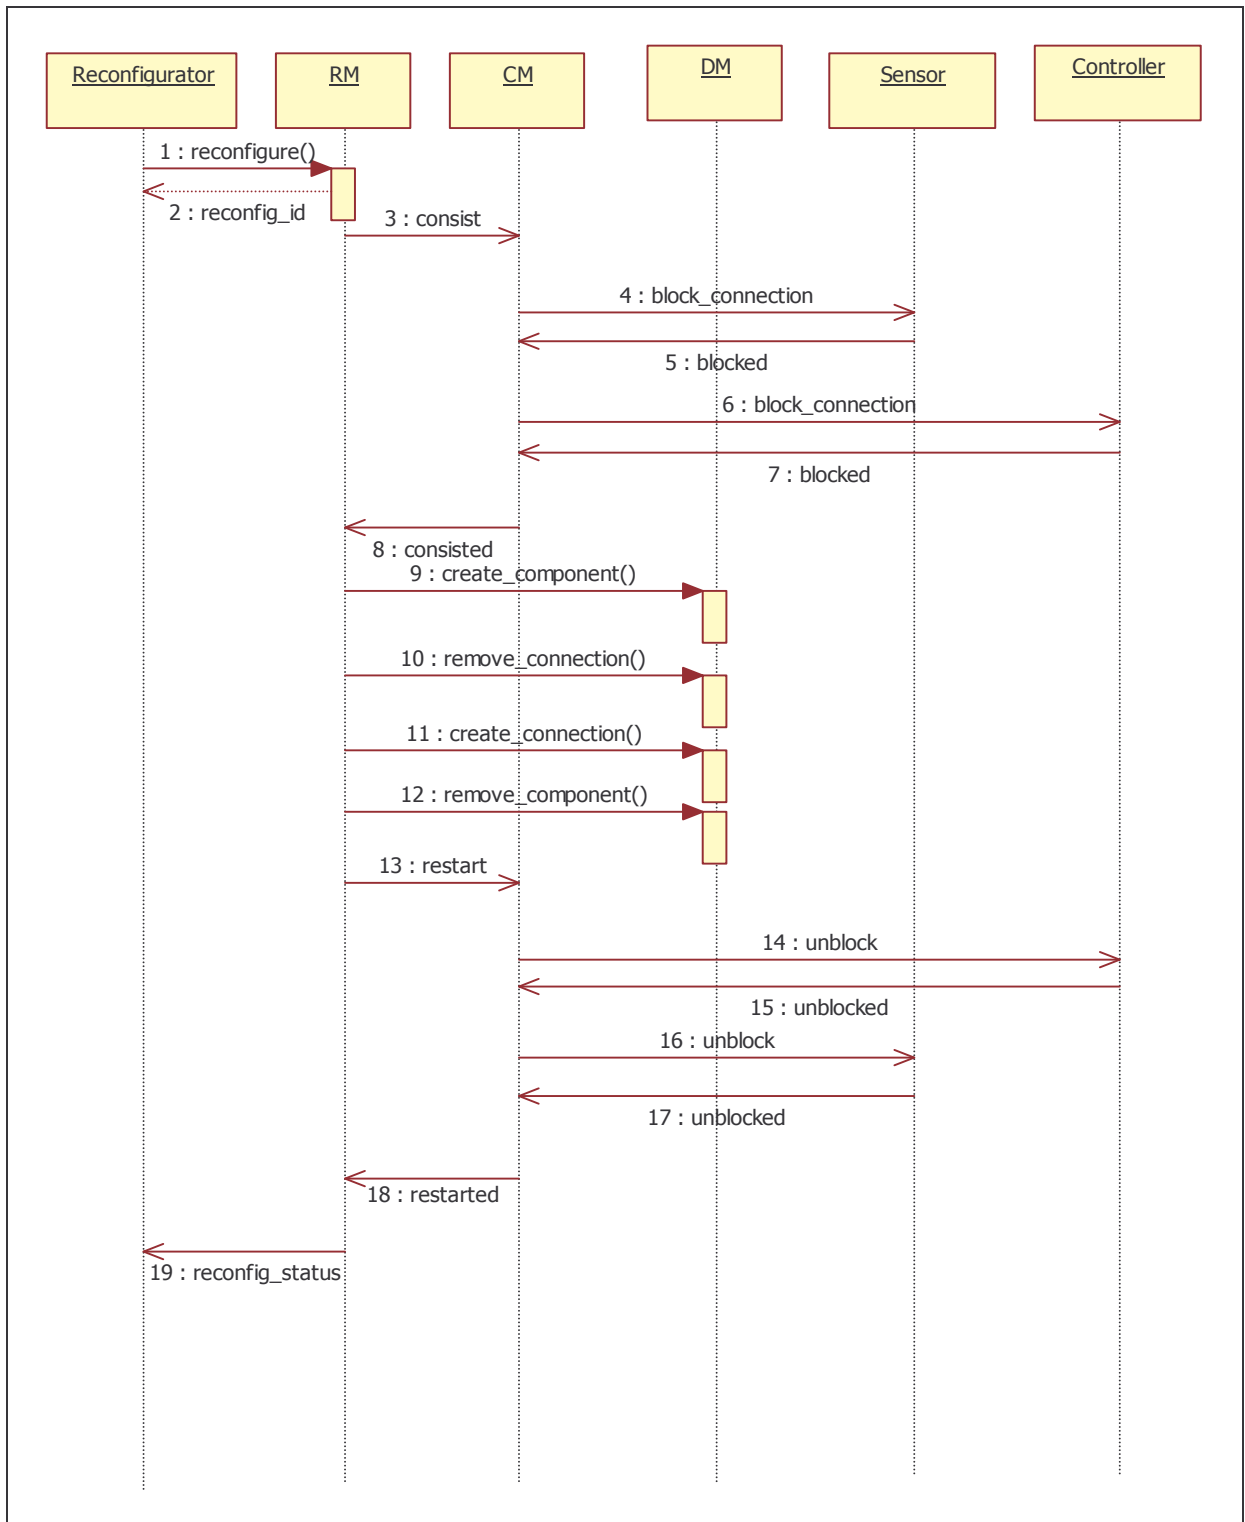 Reconfigurator
RM
CM
DM
Sensor
Controller
1 : reconfigure()
2 : reconfig_id
3 : consist
4 : block_connection
5 : blocked
6 : block_connection
7 : blocked
8 : consisted
9 : create_component()
10 : remove_connection()
11 : create_connection()
12 : remove_component()
13 : restart
14 : unblock
15 : unblocked
16 : unblock
17 : unblocked
18 : restarted
19 : reconfig_status